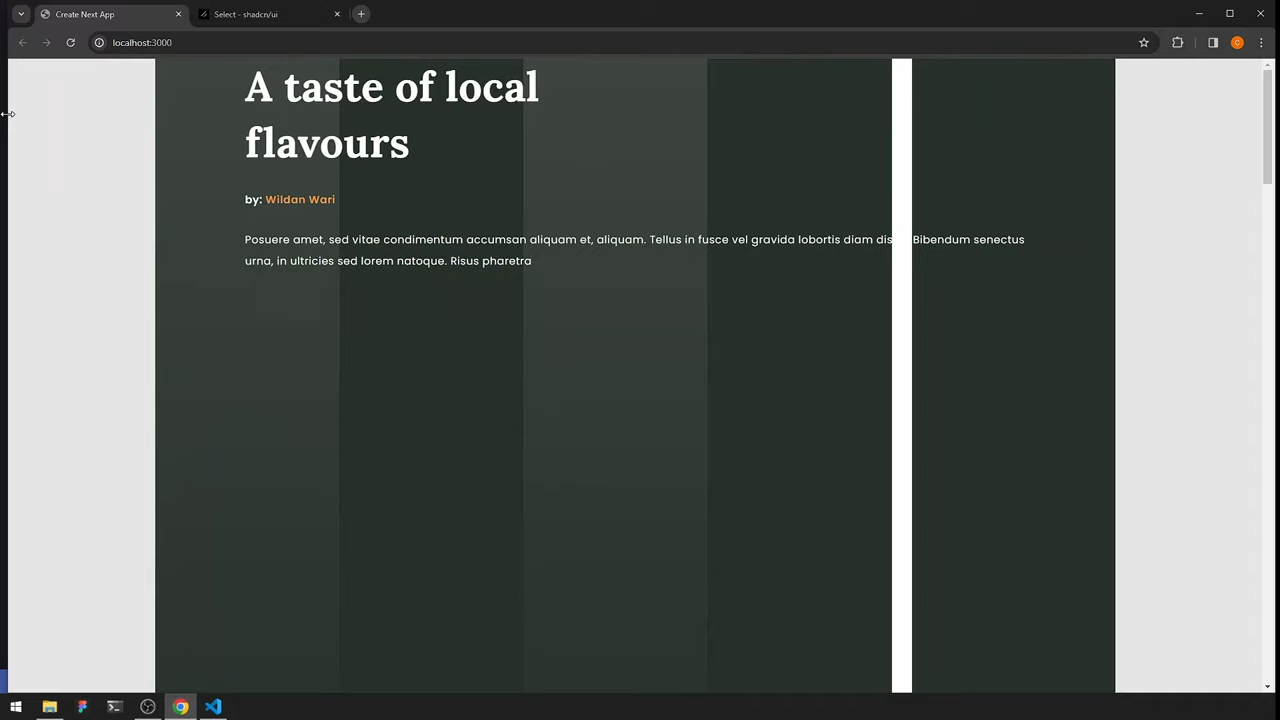 Create Next App
Select - shadcn/ui
localhost:3000
C
A taste of local
flavours
by: Wildan Wari
Posuere amet, sed vitae condimentum accumsan aliquam et, aliquam. Tellus in fusce vel gravida lobortis diam dis Bibendum senectus
urna, in ultricies sed lorem natoque. Risus pharetra